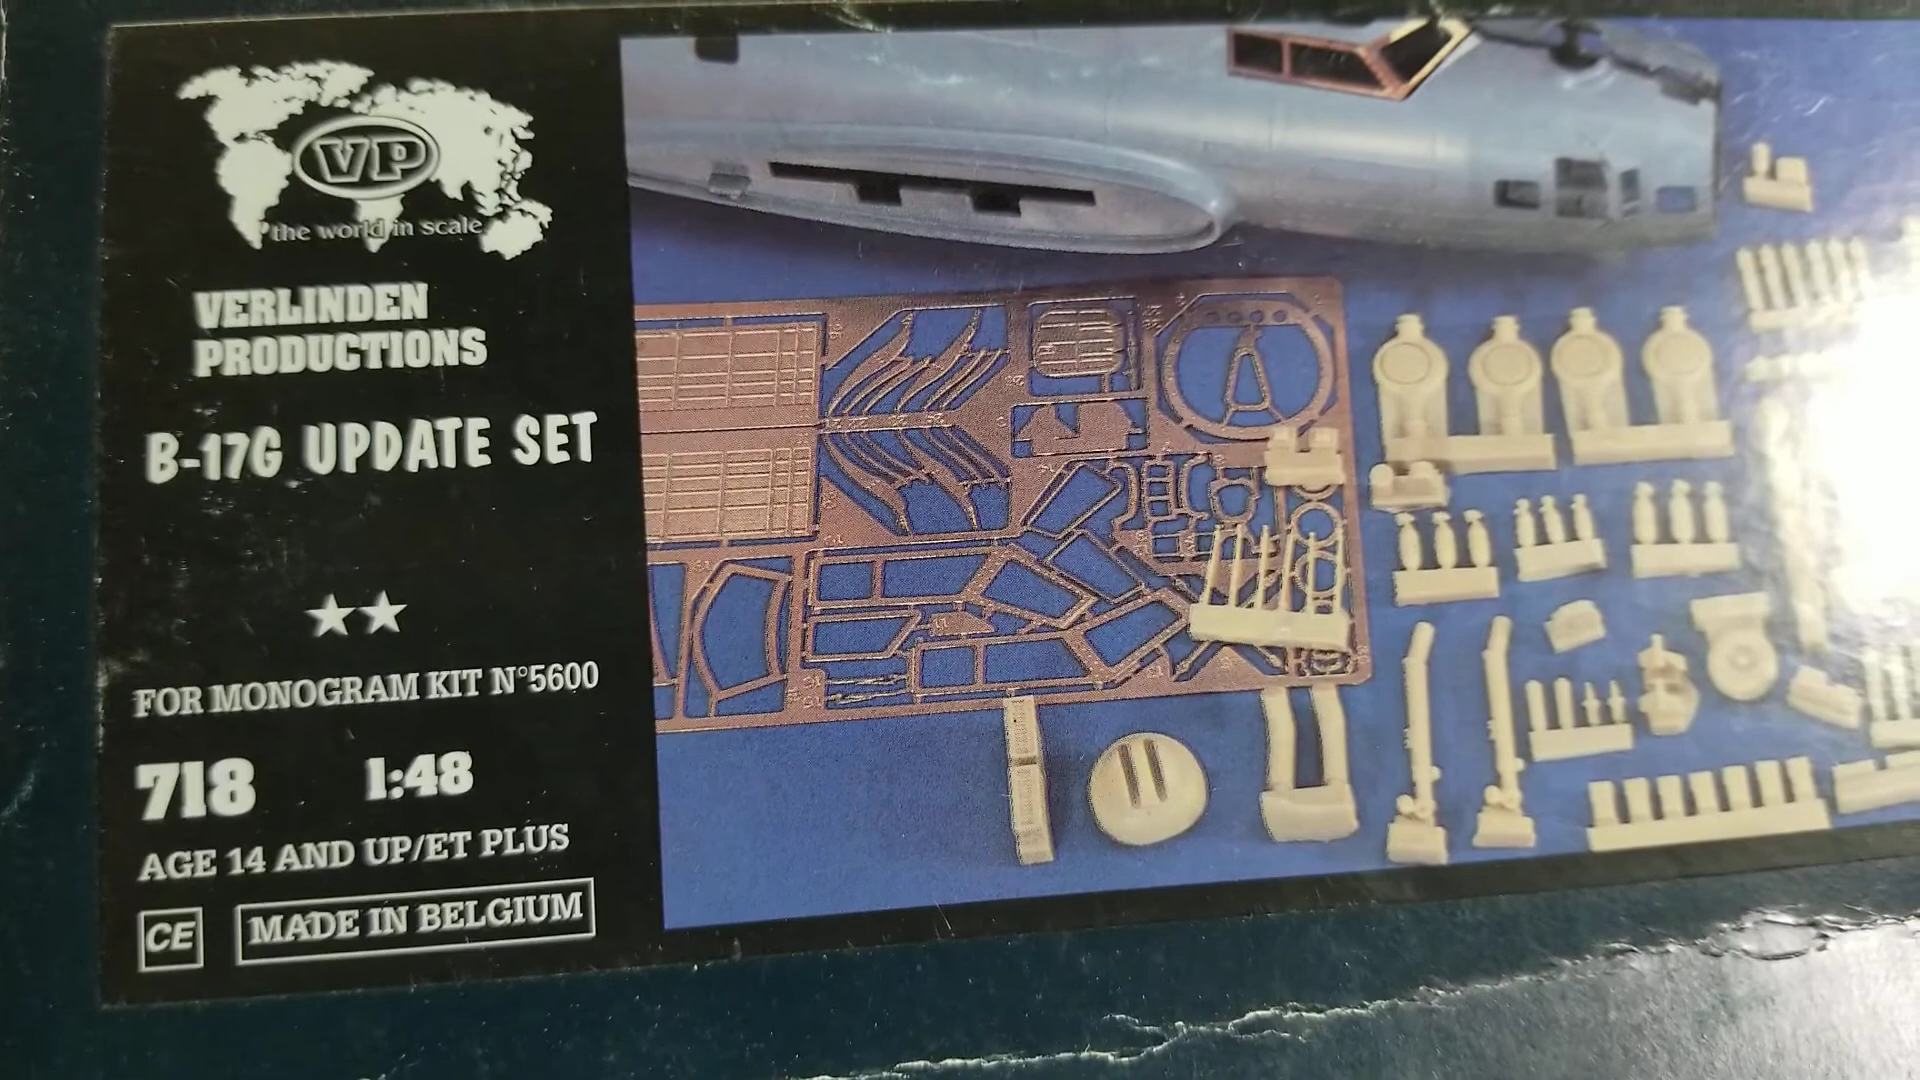 VP
the world in scale
VERLINDEN
PRODUCTIONS
B-17G UPDATE SET
FOR MONOGRAM KIT N°5600
718 1:48
AGE 14 AND UP/ET PLUS
CE MADE IN BELGIUM